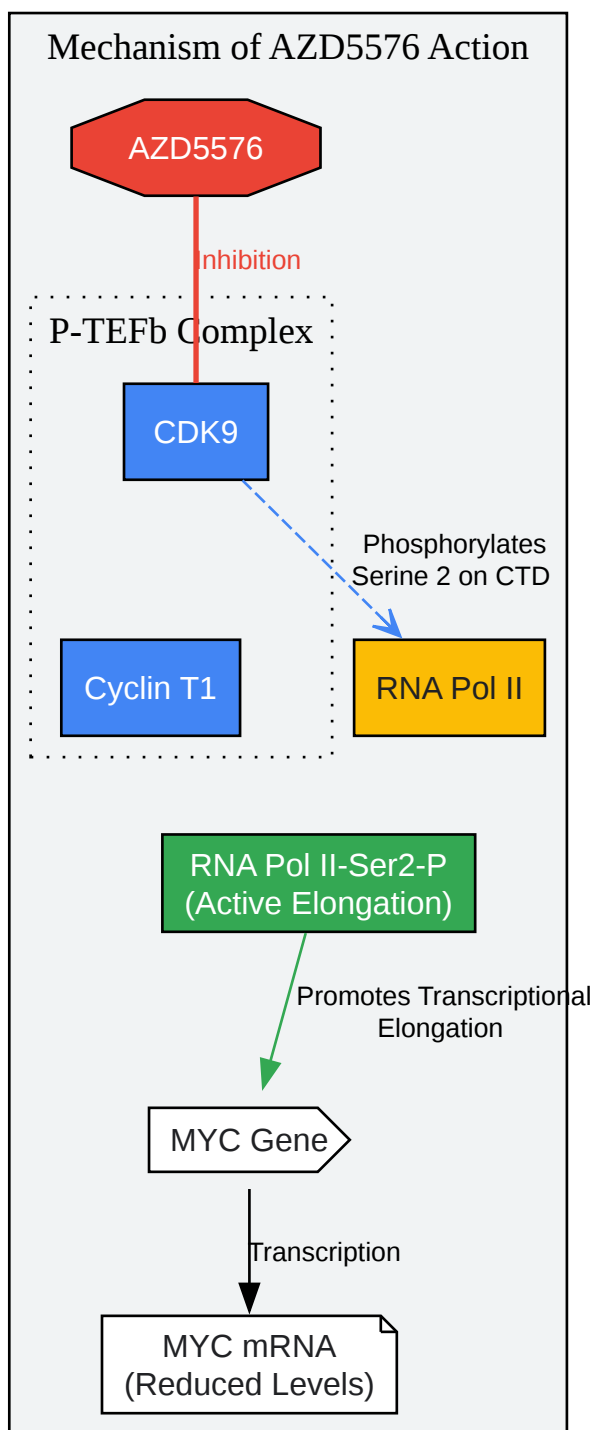 Mechanism of AZD5576 Action
AZD5576
Inhibition
P-TEFb Complex
CDK9
Phosphorylates
Serine 2 on CTD
Cyclin T1
RNA Pol II
RNA Pol II-Ser2-P
(Active Elongation)
Promotes Transcriptional
Elongation
MYC Gene
Transcription
MYC mRNA
(Reduced Levels)